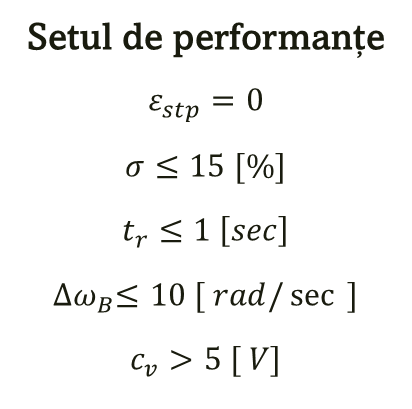 Setul de performanțe
ε_stp = 0
σ ≤ 15 [%]
t_r ≤ 1 [sec]
Δω_B ≤ 10 [ rad/ sec ]
c_v > 5 [ V]